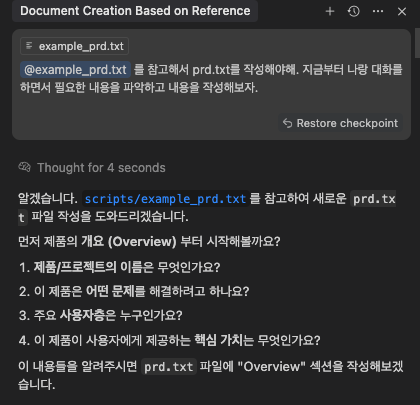 Document Creation Based on Reference
example_prd.txt
@example_prd.txt 를 참고해서 prd.txt를 작성해야해. 지금부터 나랑 대화를
하면서 필요한 내용을 파악하고 내용을 작성해보자.
Restore checkpoint
Thought for 4 seconds
알겠습니다. scripts/example_prd.txt 를 참고하여 새로운 prd.tx
t 파일 작성을 도와드리겠습니다.
먼저 제품의 개요 (Overview) 부터 시작해볼까요?
1. 제품/프로젝트의 이름은 무엇인가요?
2. 이 제품은 어떤 문제를 해결하려고 하나요?
3. 주요 사용자층은 누구인가요?
4. 이 제품이 사용자에게 제공하는 핵심 가치는 무엇인가요?
이 내용들을 알려주시면 prd.txt 파일에 "Overview" 섹션을 작성해보겠
습니다.